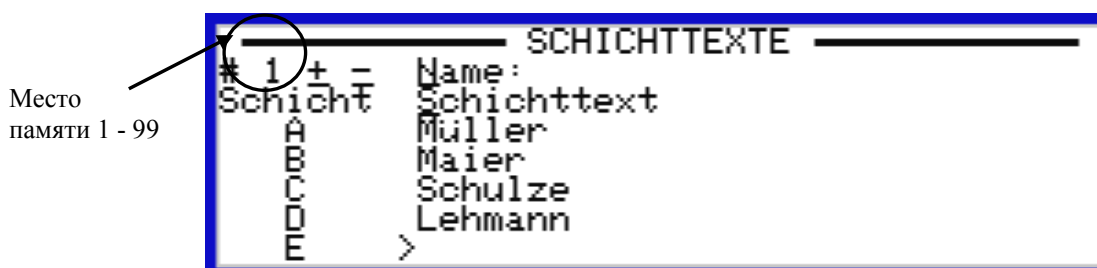 SCHICHTTEXTE
# 1 + - Name:
Schicht Schichttext
A Müller
B Maier
C Schulze
D Lehmann
E >
Место
памяти 1 - 99